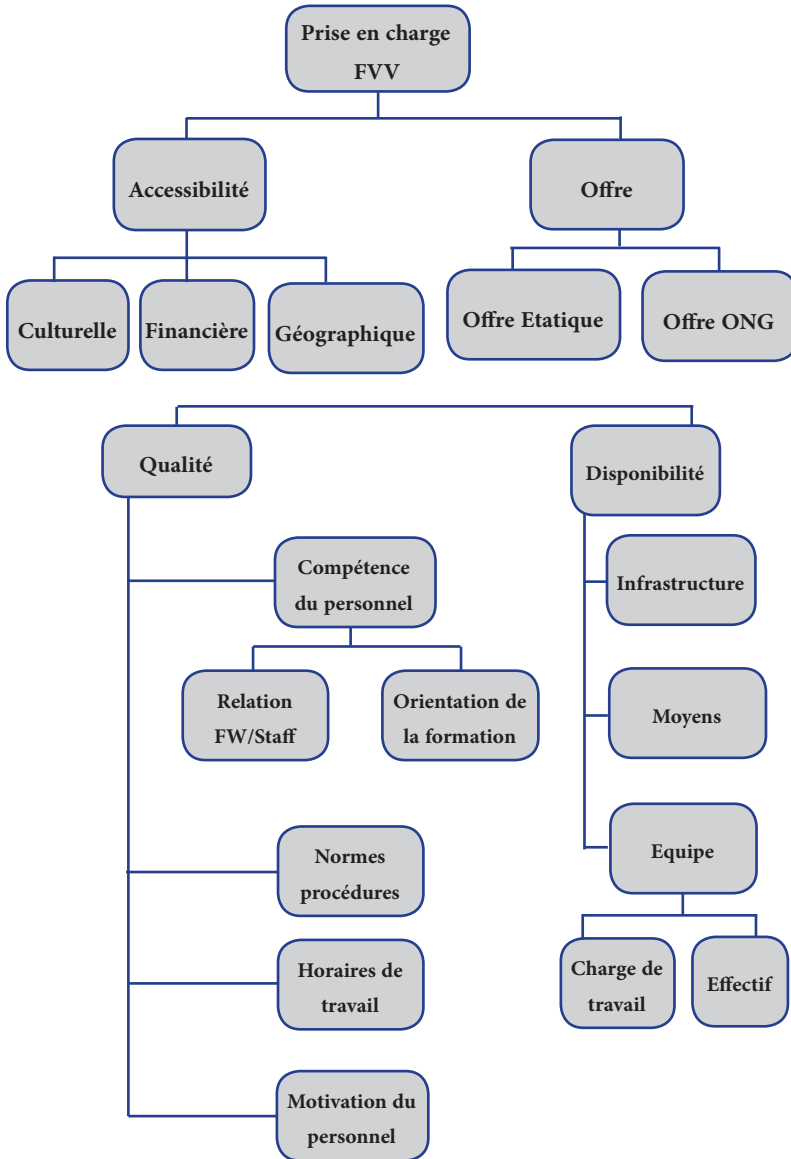 Prise en charge
FVV
Accessibilité
Offre
Culturelle
Financière
Géographique
Offre Etatique
Offre ONG
Qualité
Disponibilité
Compétence
du personnel
Infrastructure
Relation
FW/Staff
Orientation de
la formation
Moyens
Normes
procédures
Equipe
Horaires de
travail
Charge de
travail
Effectif
Motivation du
personnel